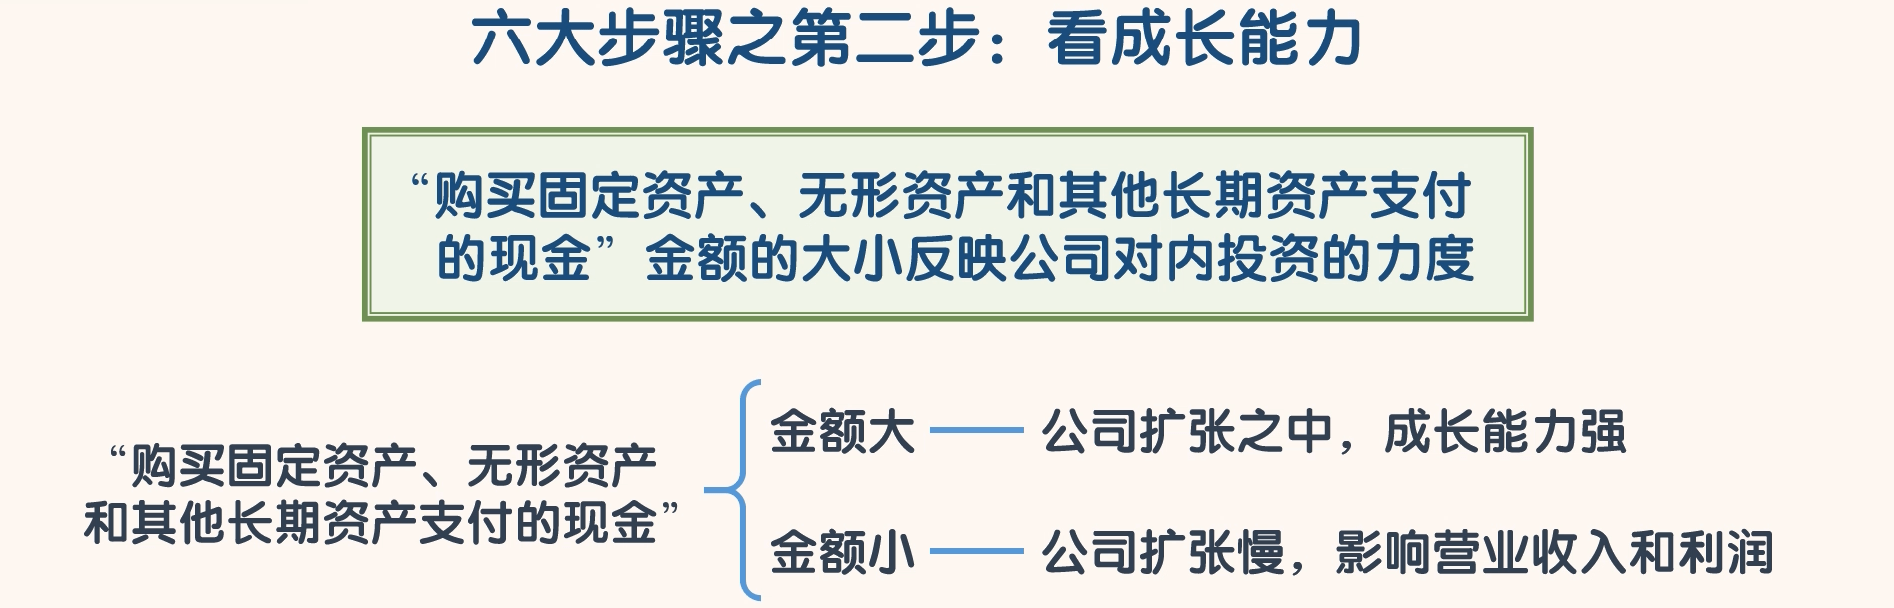 六大步骤之第二步：看成长能力
“购买固定资产、无形资产和其他长期资产支付
的现金”金额的大小反映公司对内投资的力度
“购买固定资产、无形资产
和其他长期资产支付的现金”
金额大
公司扩张之中，成长能力强
金额小
公司扩张慢，影响营业收入和利润